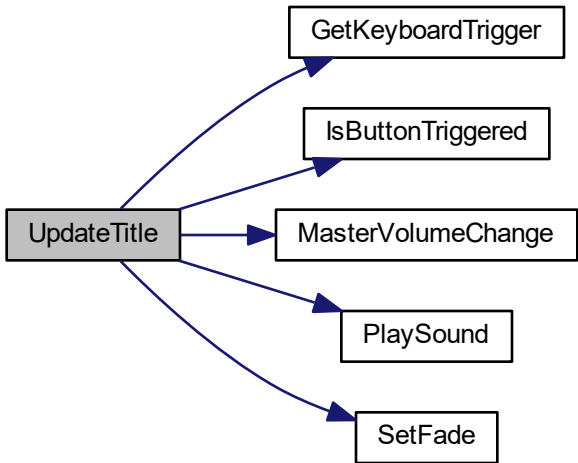 GetKeyboardTrigger
IsButtonTriggered
UpdateTitle
MasterVolumeChange
PlaySound
SetFade